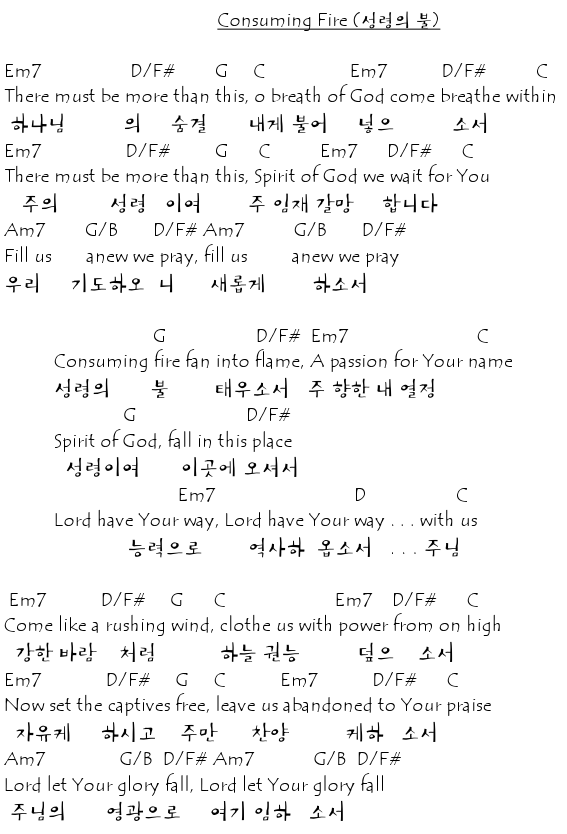 Consuming Fire (성령의 불)
Em7 D/F# G C Em7 D/F# C
There must be more than this, o breath of God come breathe within
하나님 의 숨결 내게 불어 넣으 소서
Em7 D/F# G C Em7 D/F# C
There must be more than this, Spirit of God we wait for You
주의 성령 이여 주 임재 갈망 합니다
Am7 G/B D/F# Am7 G/B D/F#
Fill us anew we pray, fill us anew we pray
우리 기도하오 니 새롭게 하소서
G D/F# Em7 C
Consuming fire fan into flame, A passion for Your name
성령의 불 태우소서 주 향한 내 열정
G D/F#
Spirit of God, fall in this place
성령이여 이곳에 오셔서
Em7 D C
Lord have Your way, Lord have Your way . . . with us
능력으로 역사하 옵소서 . . . 주님
Em7 D/F# G C Em7 D/F# C
Come like a rushing wind, clothe us with power from on high
강한 바람 처럼 하늘 권능 덮으 소서
Em7 D/F# G C Em7 D/F# C
Now set the captives free, leave us abandoned to Your praise
자유케 하시고 주만 찬양 케하 소서
Am7 G/B D/F# Am7 G/B D/F#
Lord let Your glory fall, Lord let Your glory fall
주님의 영광으로 여기 임하 소서